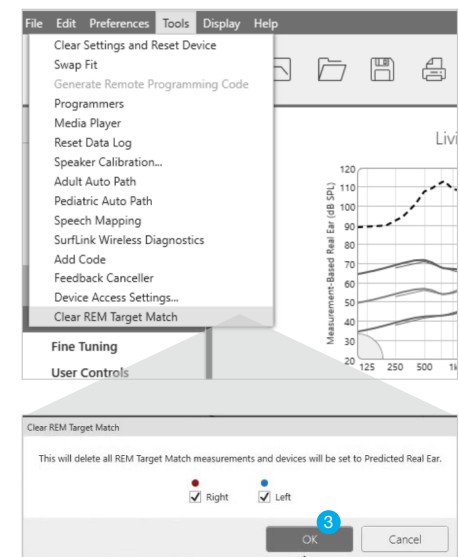 File Edit Preferences Tools Display Help
Clear Settings and Reset Device
Swap Fit
Generate Remote Programming Code
Programmers
Media Player
Reset Data Log
Speaker Calibration...
Adult Auto Path
Pediatric Auto Path
Speech Mapping
SurfLink Wireless Diagnostics
Add Code
Feedback Canceller
Device Access Settings...
Clear REM Target Match
Fine Tuning
User Controls
Livi
Measurement-Based Real Ear (dB SPL)
120
110
100
90
80
70
60
50
40
30
20
125 250 500 1k
Clear REM Target Match
This will delete all REM Target Match measurements and devices will be set to Predicted Real Ear.
Right Left
3
OK Cancel